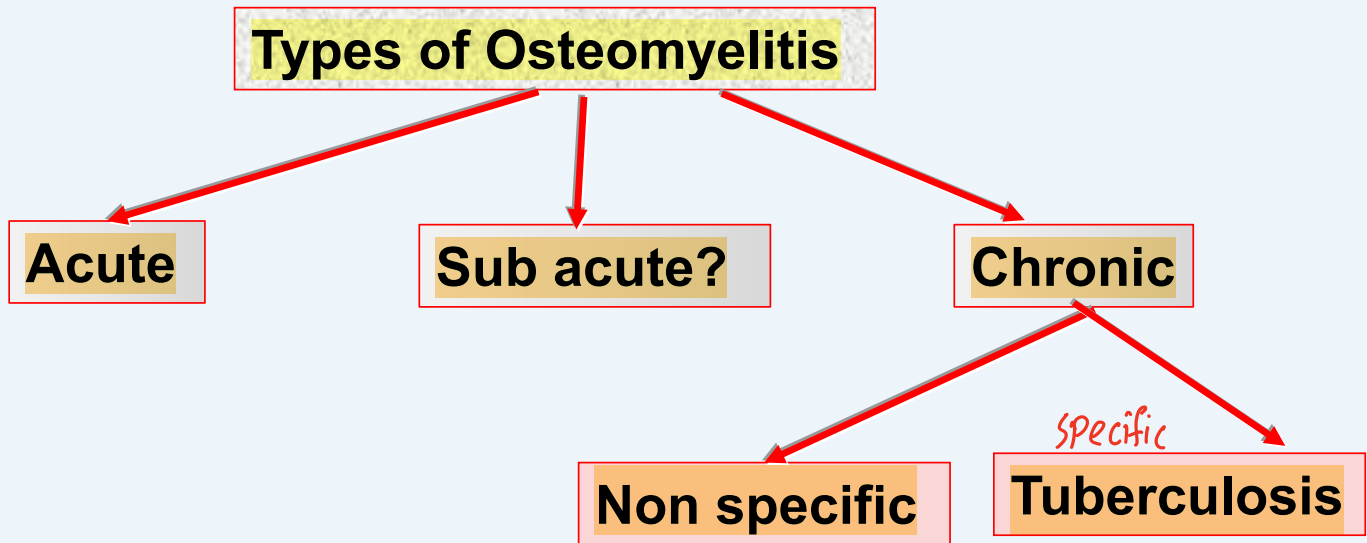 Types of Osteomyelitis
Acute
Sub acute?
Chronic
specific
Non specific
Tuberculosis